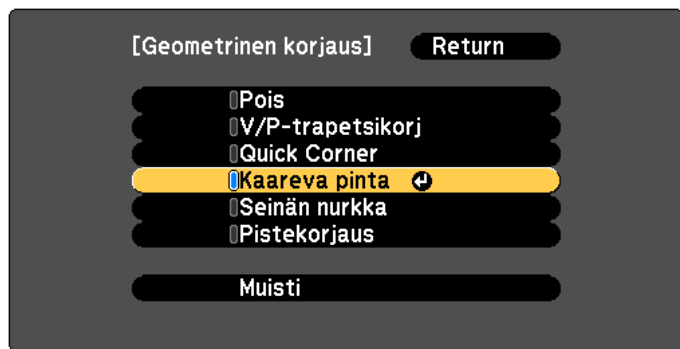 [Geometrinen korjaus] Return
Pois
V/P-trapetsikorj
Quick Corner
Kaareva pinta
Seinän nurkka
Pistekorjaus
Muisti